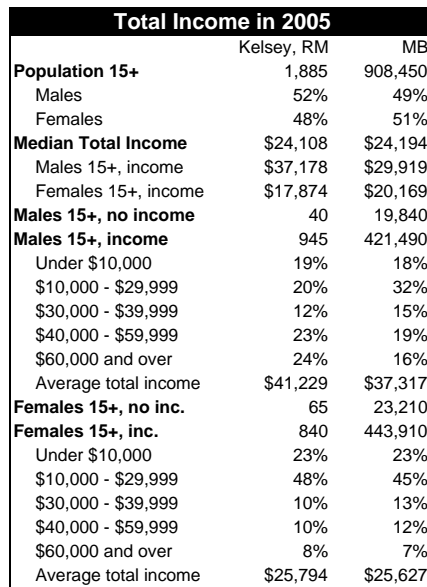 Total Income in 2005
Kelsey, RM MB
Population 15+ 1,885 908,450
Males 52% 49%
Females 48% 51%
Median Total Income $24,108 $24,194
Males 15+, income $37,178 $29,919
Females 15+, income $17,874 $20,169
Males 15+, no income 40 19,840
Males 15+, income 945 421,490
Under $10,000 19% 18%
$10,000 - $29,999 20% 32%
$30,000 - $39,999 12% 15%
$40,000 - $59,999 23% 19%
$60,000 and over 24% 16%
Average total income $41,229 $37,317
Females 15+, no inc. 65 23,210
Females 15+, inc. 840 443,910
Under $10,000 23% 23%
$10,000 - $29,999 48% 45%
$30,000 - $39,999 10% 13%
$40,000 - $59,999 10% 12%
$60,000 and over 8% 7%
Average total income $25,794 $25,627